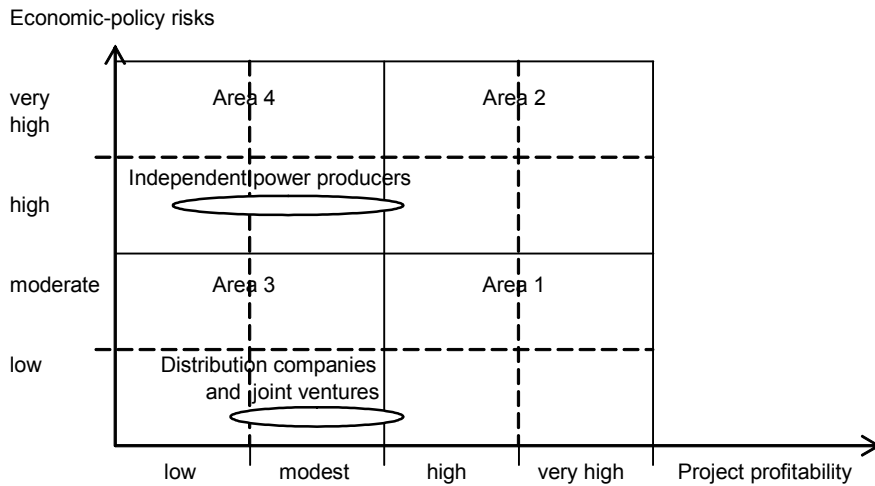 Economic-policy risks
very
high
Area 4
Area 2
Independent power producers
high
moderate
Area 3
Area 1
low
Distribution companies
and joint ventures
low
modest
high
very high
Project profitability